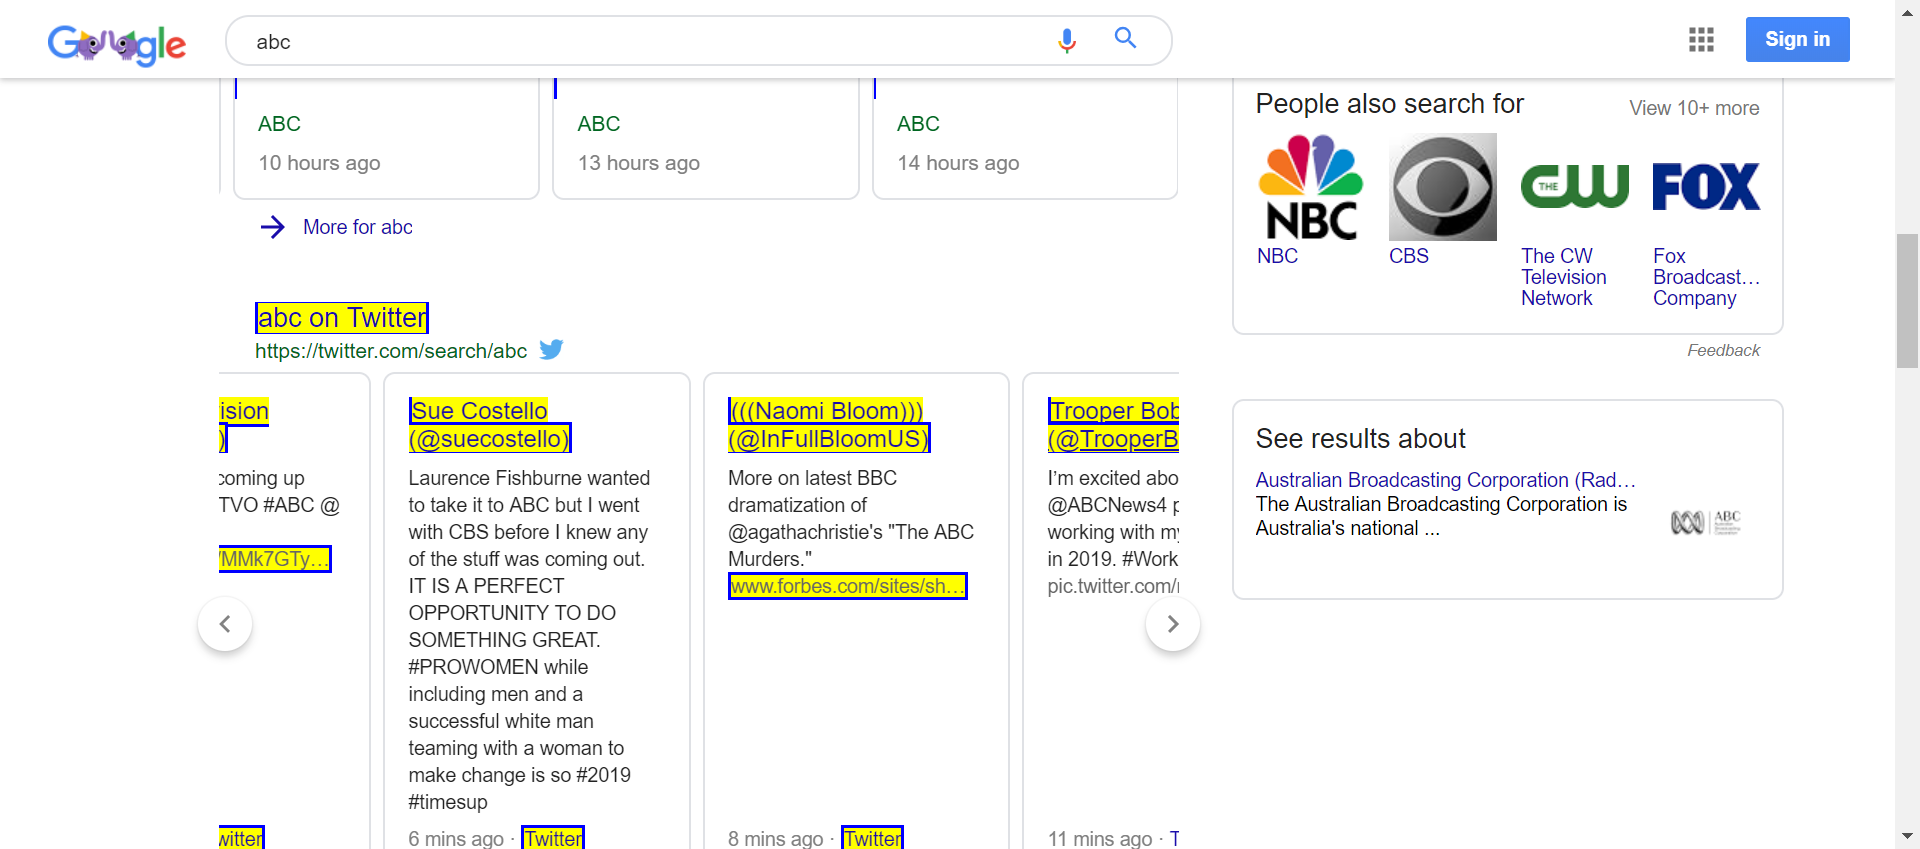 Google
abc
Sign in
ABC
10 hours ago
ABC
13 hours ago
ABC
14 hours ago
More for abc
abc on Twitter
https://twitter.com/search/abc
ision
)
coming up
TVO #ABC @
/MMk7GTy...
witter
Sue Costello
(@suecostello)
Laurence Fishburne wanted
to take it to ABC but I went
with CBS before I knew any
of the stuff was coming out.
IT IS A PERFECT
OPPORTUNITY TO DO
SOMETHING GREAT.
#PROWOMEN while
including men and a
successful white man
teaming with a woman to
make change is so #2019
#timesup
6 mins ago · Twitter
(((Naomi Bloom)))
(@InFullBloomUS)
More on latest BBC
dramatization of
@agathachristie's "The ABC
Murders."
www.forbes.com/sites/sh...
8 mins ago · Twitter
Trooper Bob
(@TrooperB
I'm excited abo
@ABCNews4 p
working with my
in 2019. #Work
pic.twitter.com/
11 mins ago · T
People also search for
View 10+ more
NBC
THE CW
FOX
NBC
CBS
The CW
Television
Network
Fox
Broadcast...
Company
Feedback
See results about
Australian Broadcasting Corporation (Rad...
The Australian Broadcasting Corporation is
Australia's national ...
ABC
Australian
Broadcasting
Corporation